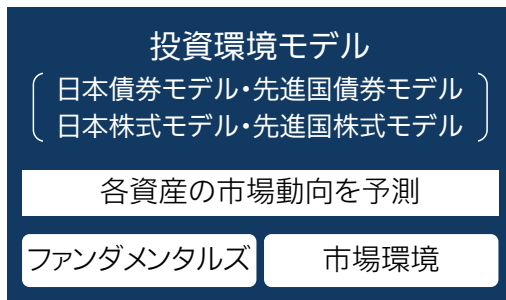 投資環境モデル
日本債券モデル・先進国債券モデル
日本株式モデル・先進国株式モデル
各資産の市場動向を予測
ファンダメンタルズ
市場環境